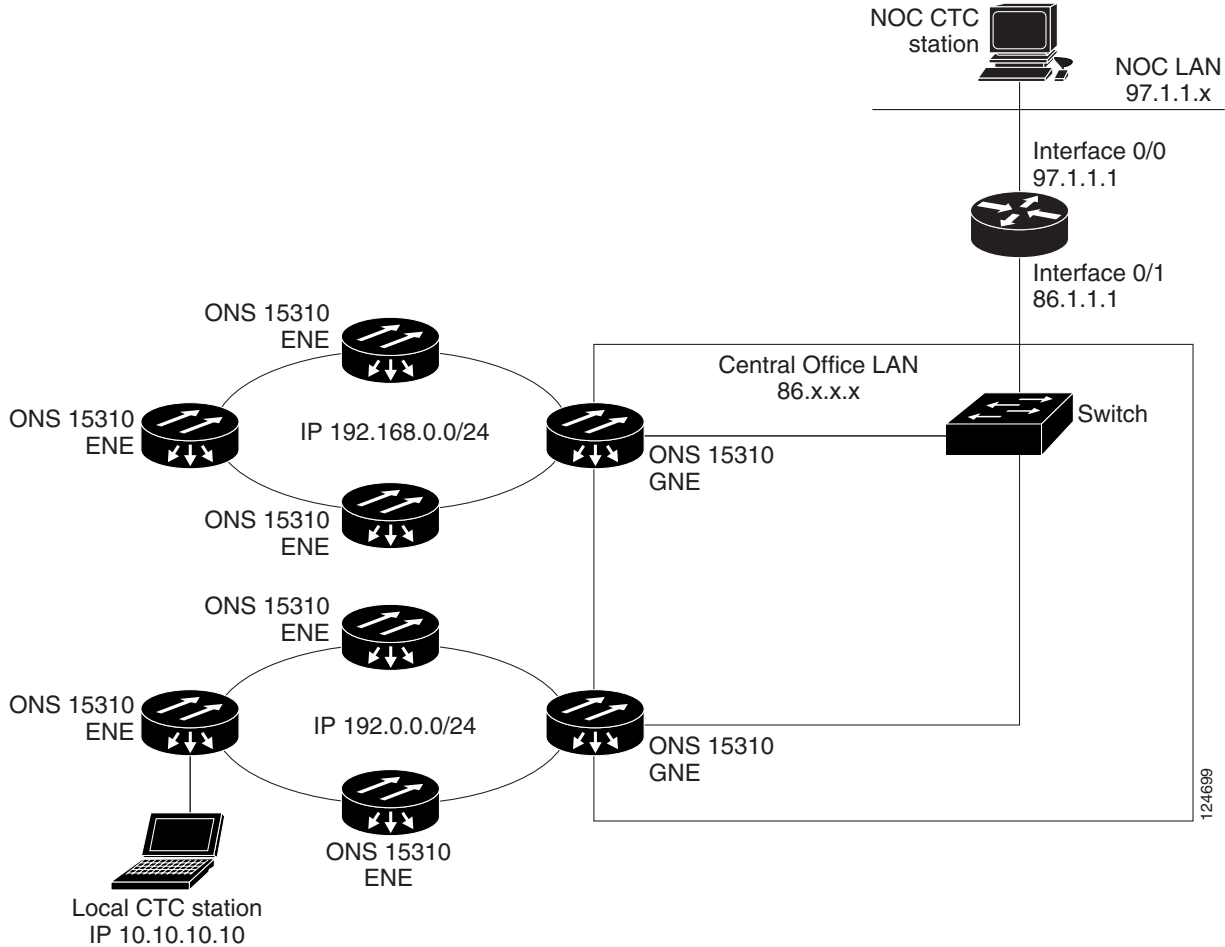 NOC CTC
station
NOC LAN
97.1.1.x
Interface 0/0
97.1.1.1
Interface 0/1
86.1.1.1
ONS 15310
ENE
Central Office LAN
86.x.x.x
ONS 15310
ENE
IP 192.168.0.0/24
Switch
ONS 15310
GNE
ONS 15310
ENE
ONS 15310
ENE
ONS 15310
ENE
IP 192.0.0.0/24
ONS 15310
GNE
124699
ONS 15310
ENE
Local CTC station
IP 10.10.10.10